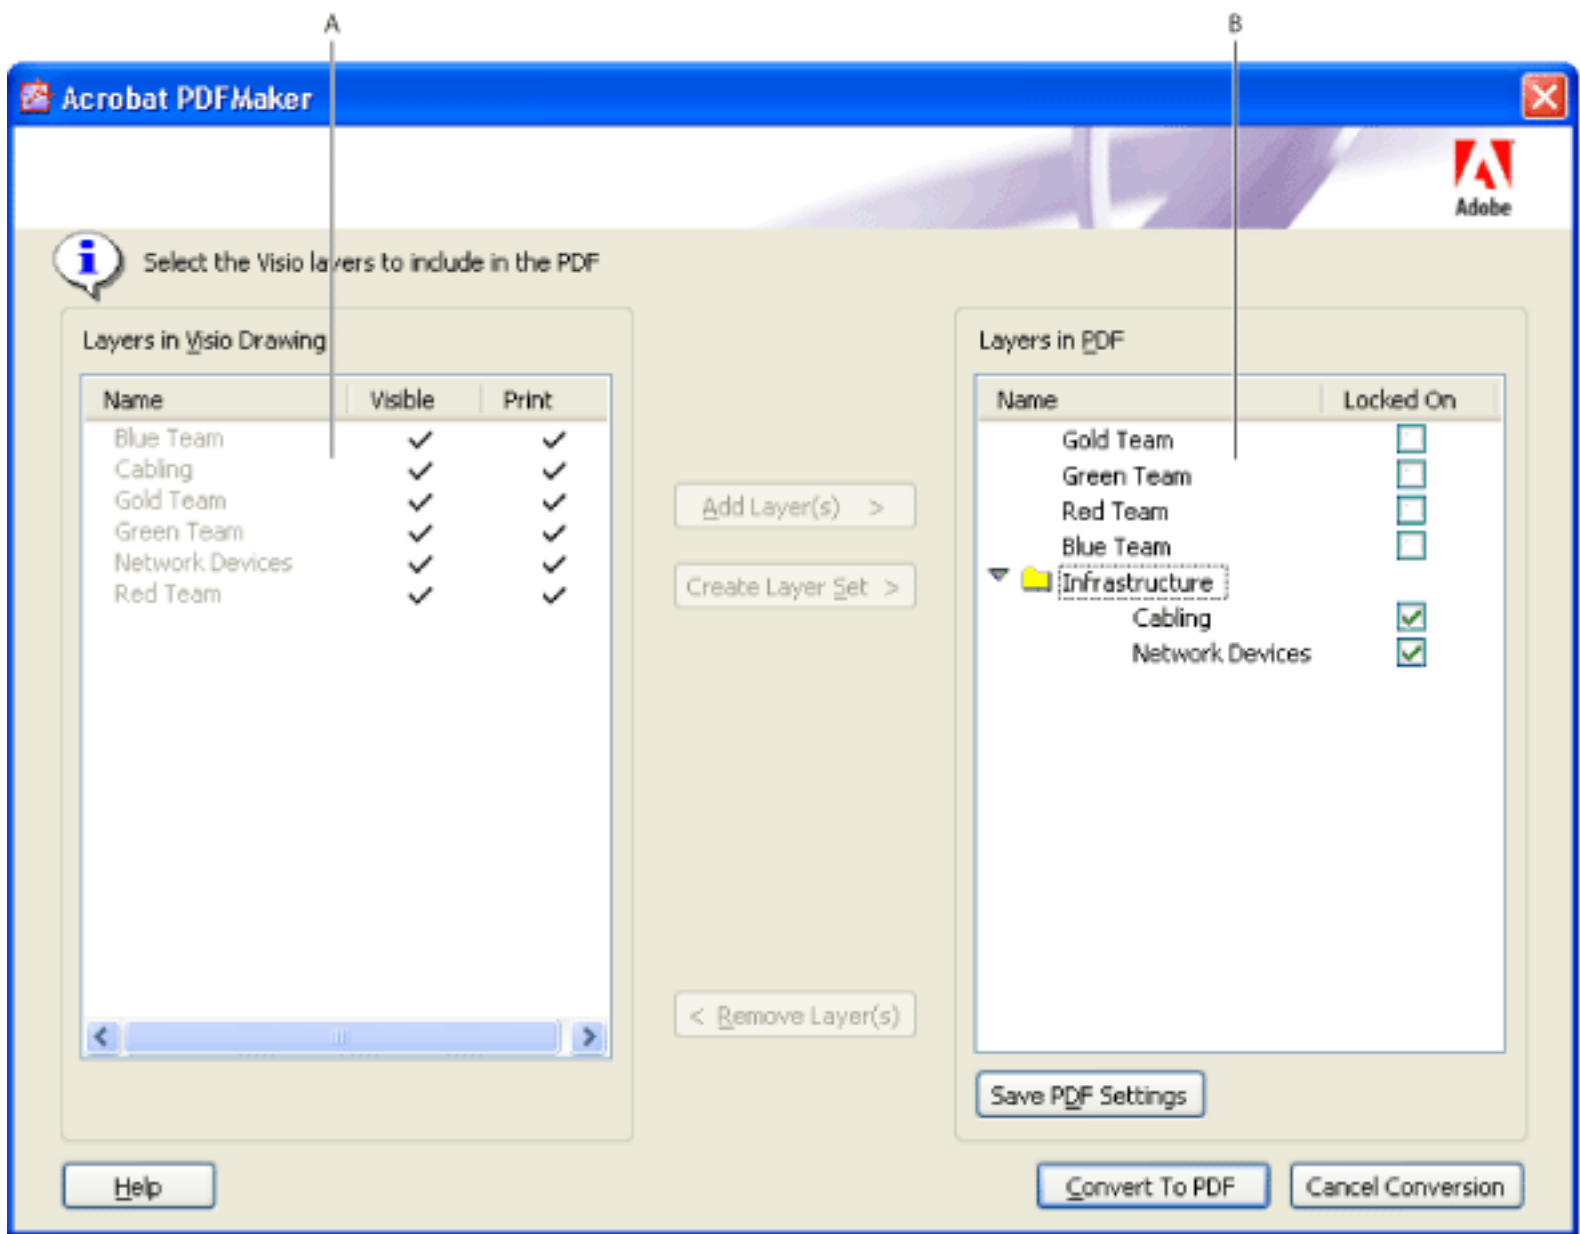 A
B
Acrobat PDFMaker
Adobe
Select the Visio layers to include in the PDF
Layers in Visio Drawing
Name Visible Print
Blue Team
Cabling
Gold Team
Green Team
Network Devices
Red Team
Add Layer(s) >
Create Layer Set >
< Remove Layer(s)
Layers in PDF
Name Locked On
Gold Team
Green Team
Red Team
Blue Team
Infrastructure
Cabling
Network Devices
Save PDF Settings
Help
Convert To PDF
Cancel Conversion